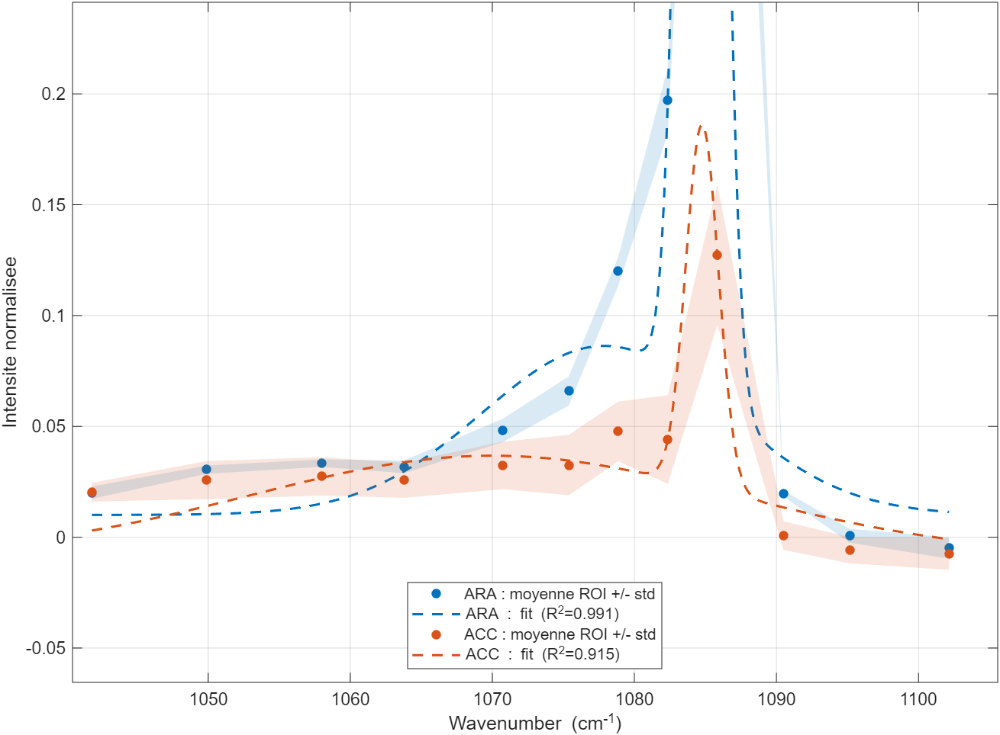 0.2
0.15
0.1
0.05
0
-0.05
Intensite normalisee
ARA : moyenne ROI +/- std
ARA : fit (R²=0.991)
ACC : moyenne ROI +/- std
ACC : fit (R²=0.915)
1050 1060 1070 1080 1090 1100
Wavenumber (cm⁻¹)